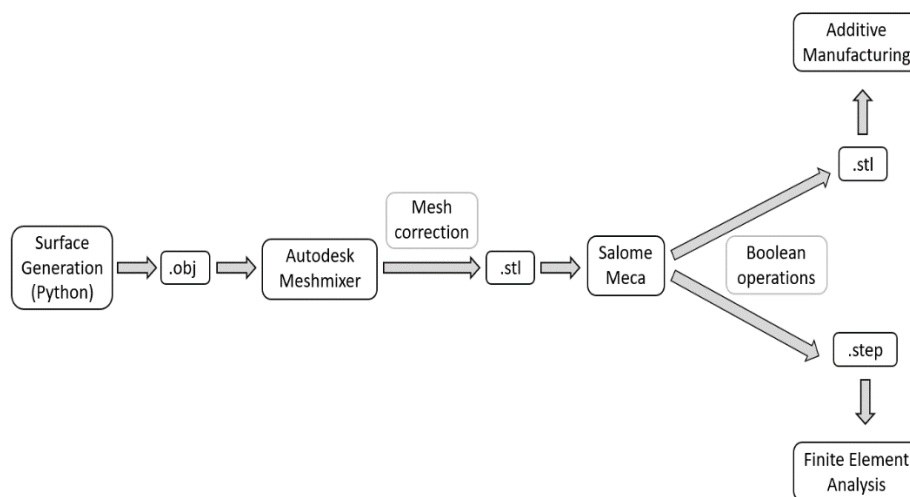 Additive
Manufacturing
.stl
Mesh
correction
Surface
Generation
(Python)
.obj
Autodesk
Meshmixer
.stl
Salome
Meca
Boolean
operations
.step
Finite Element
Analysis